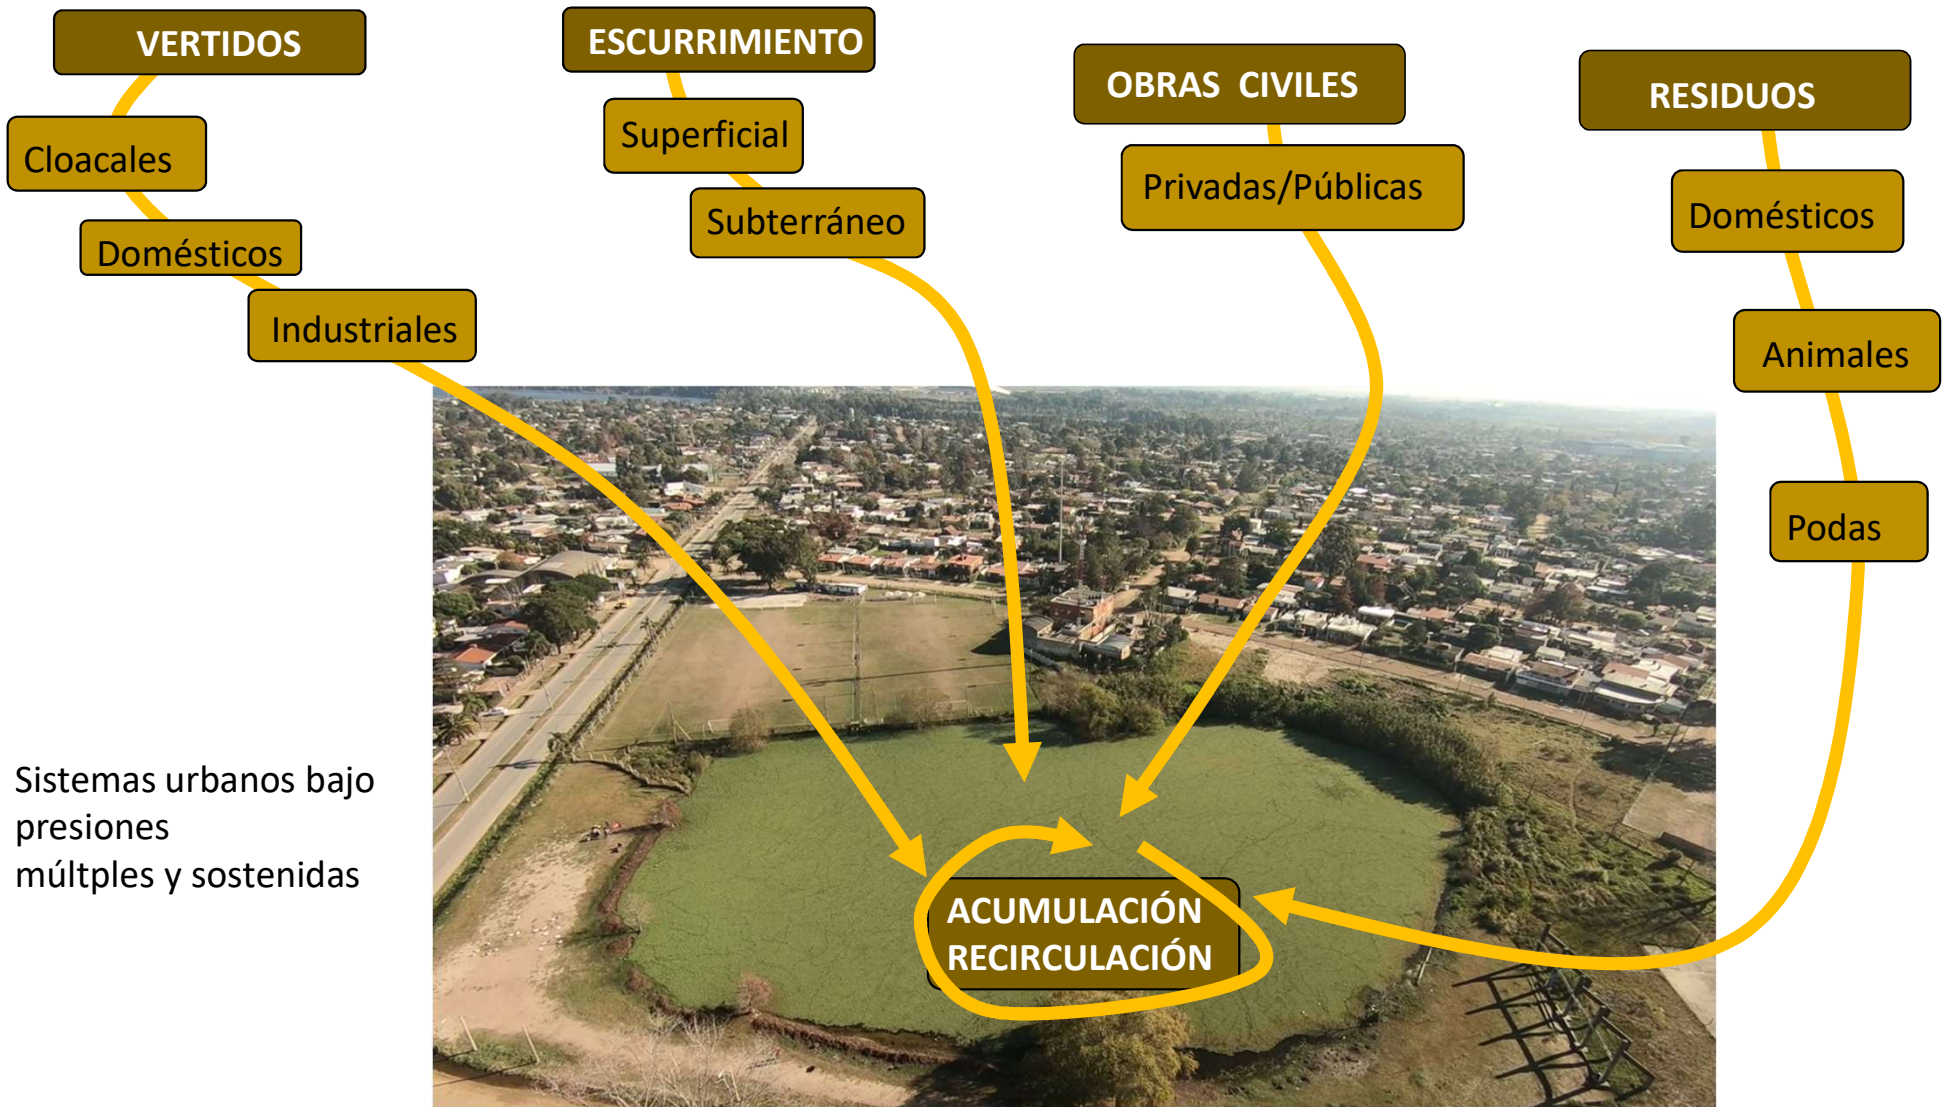 VERTIDOS
Cloacales
Domésticos
Industriales
ESCURRIMIENTO
Superficial
Subterráneo
OBRAS CIVILES
Privadas/Públicas
RESIDUOS
Domésticos
Animales
Podas
Sistemas urbanos bajo
presiones
múltples y sostenidas
ACUMULACIÓN
RECIRCULACIÓN